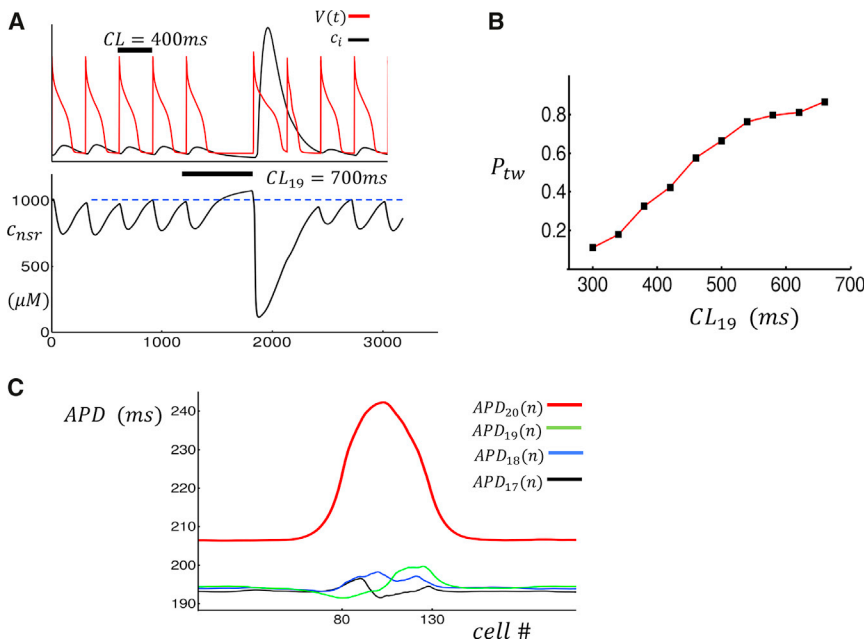 A
V(t)
c_i
CL = 400ms
CL_19 = 700ms
1000
c_nsr
500
(μM)
0
0
1000
2000
3000
B
0.8
P_tw
0.6
0.4
0.2
300
400
500
600
700
CL_19 (ms)
C
APD (ms)
240
230
220
210
200
190
80
130
cell #
APD_20(n)
APD_19(n)
APD_18(n)
APD_17(n)